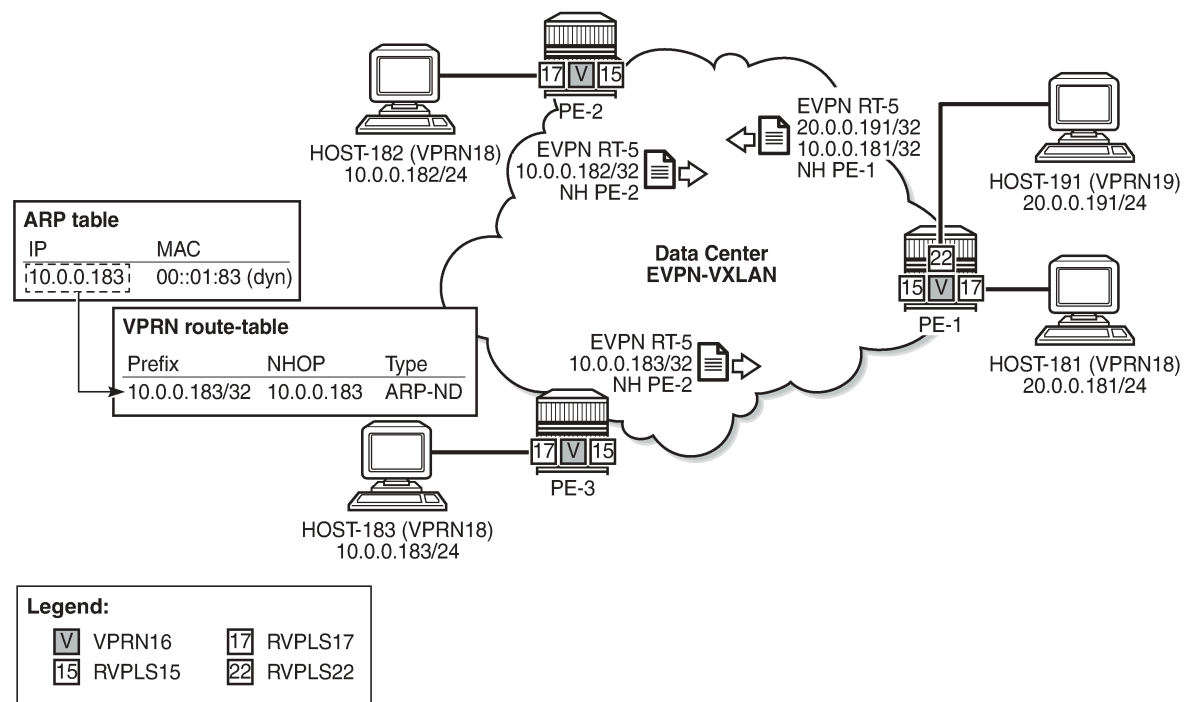 17 V 15
PE-2
HOST-182 (VPRN18)
10.0.0.182/24
EVPN RT-5
10.0.0.182/32
NH PE-2
EVPN RT-5
20.0.0.191/32
10.0.0.181/32
NH PE-1
HOST-191 (VPRN19)
20.0.0.191/24
ARP table
IP MAC
10.0.0.183 00::01:83 (dyn)
Data Center
EVPN-VXLAN
22
15 V 17
PE-1
HOST-181 (VPRN18)
20.0.0.181/24
VPRN route-table
Prefix NHOP Type
10.0.0.183/32 10.0.0.183 ARP-ND
EVPN RT-5
10.0.0.183/32
NH PE-2
17 V 15
PE-3
HOST-183 (VPRN18)
10.0.0.183/24
Legend:
V VPRN16 17 RVPLS17
15 RVPLS15 22 RVPLS22